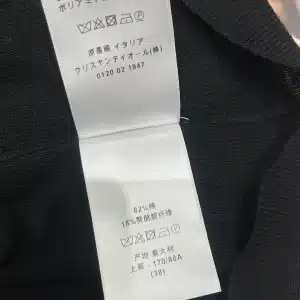 ポリアミド
原産國 イタリア
クリスチャンディオール(株)
0120 02 1947
82%棉
18%聚酰胺纤维
产地 意大利
上装 - 170/88A
(38)